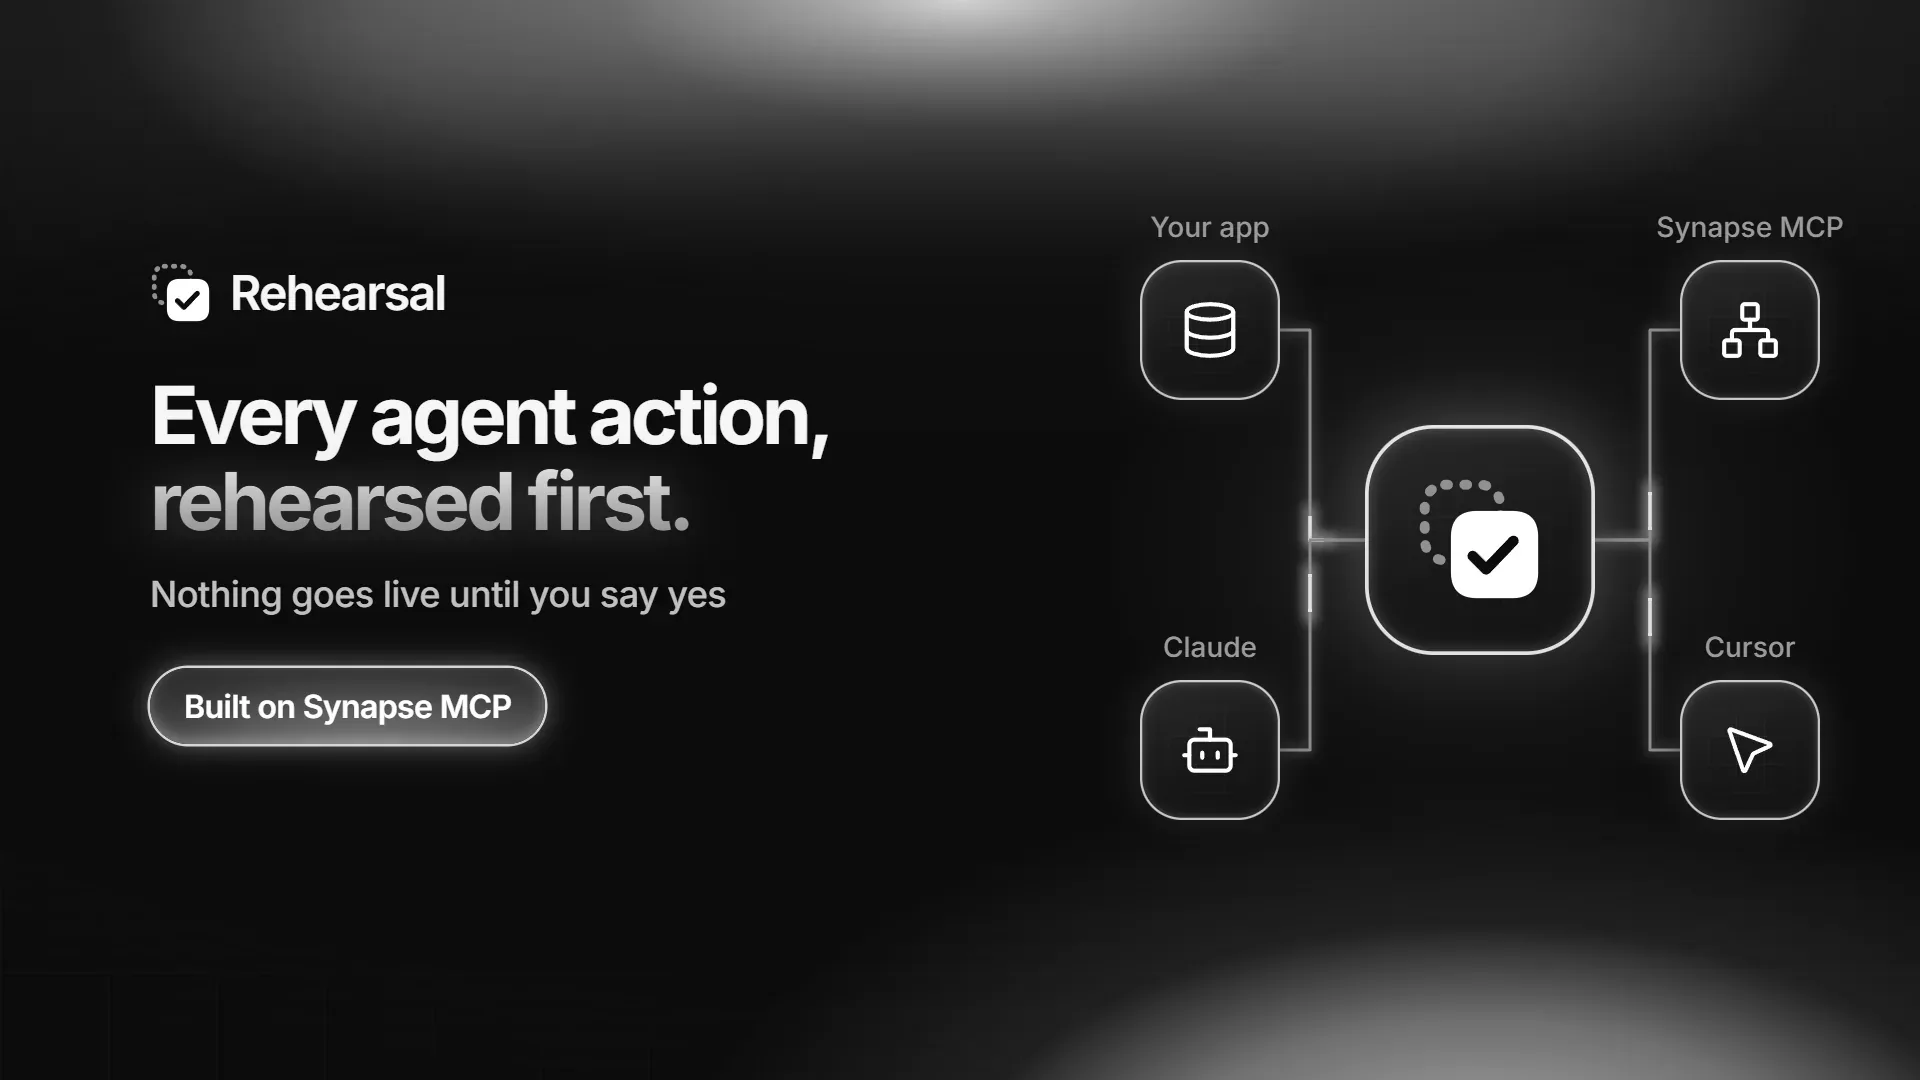 Rehearsal
Every agent action,
rehearsed first.
Nothing goes live until you say yes
Built on Synapse MCP
Your app
Synapse MCP
Claude
Cursor